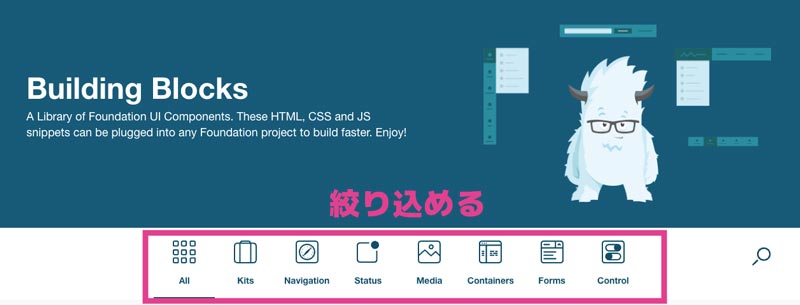 Building Blocks
A Library of Foundation UI Components. These HTML, CSS and JS
snippets can be plugged into any Foundation project to build faster. Enjoy!
絞り込める
All
Kits
Navigation
Status
Media
Containers
Forms
Control